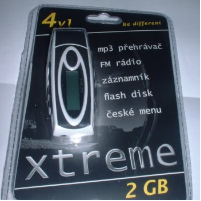 4v1
be different
mp3 přehrávač
FM rádio
záznamník
flash disk
české menu
xtreme
2 GB